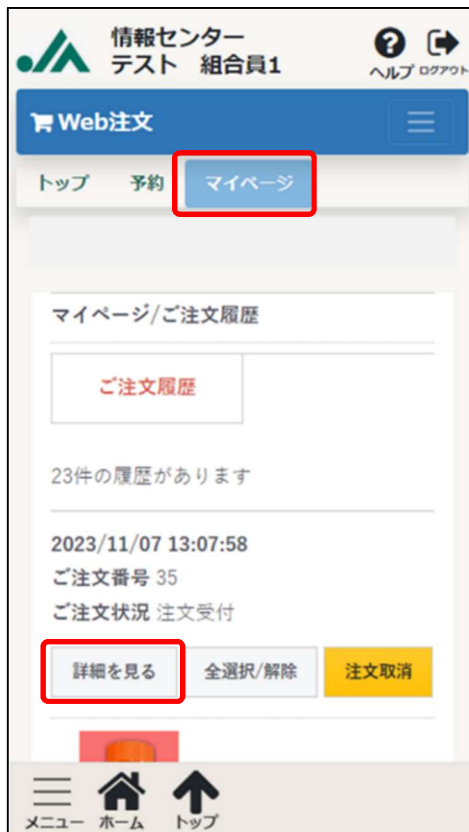 情報センター
テスト 組合員1
ヘルプ ログアウト
Web注文
トップ 予約 マイページ
マイページ/ご注文履歴
ご注文履歴
23件の履歴があります
2023/11/07 13:07:58
ご注文番号 35
ご注文状況 注文受付
詳細を見る 全選択/解除 注文取消
メニュー ホーム トップ